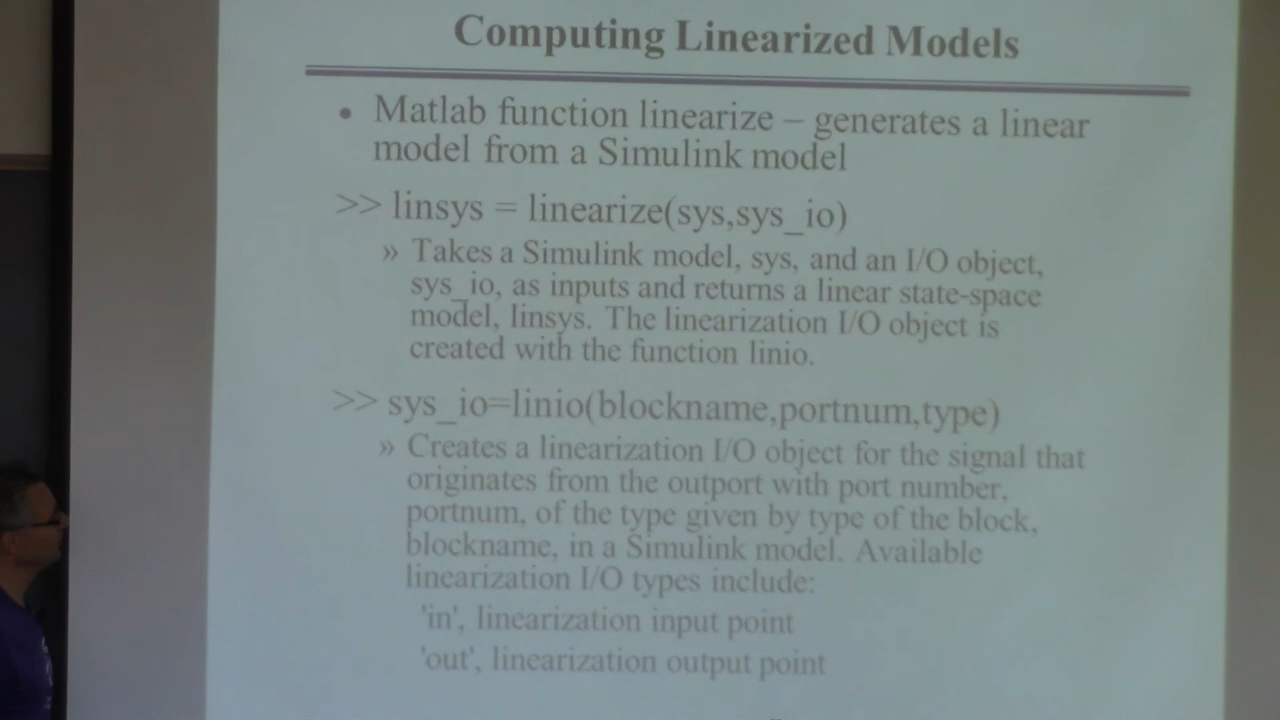 Computing Linearized Models
• Matlab function linearize – generates a linear
model from a Simulink model
>> linsys = linearize(sys,sys_io)
» Takes a Simulink model, sys, and an I/O object,
sys_io, as inputs and returns a linear state-space
model, linsys. The linearization I/O object is
created with the function linio.
>> sys_io=linio(blockname,portnum,type)
» Creates a linearization I/O object for the signal that
originates from the outport with port number,
portnum, of the type given by type of the block,
blockname, in a Simulink model. Available
linearization I/O types include:
'in', linearization input point
'out', linearization output point